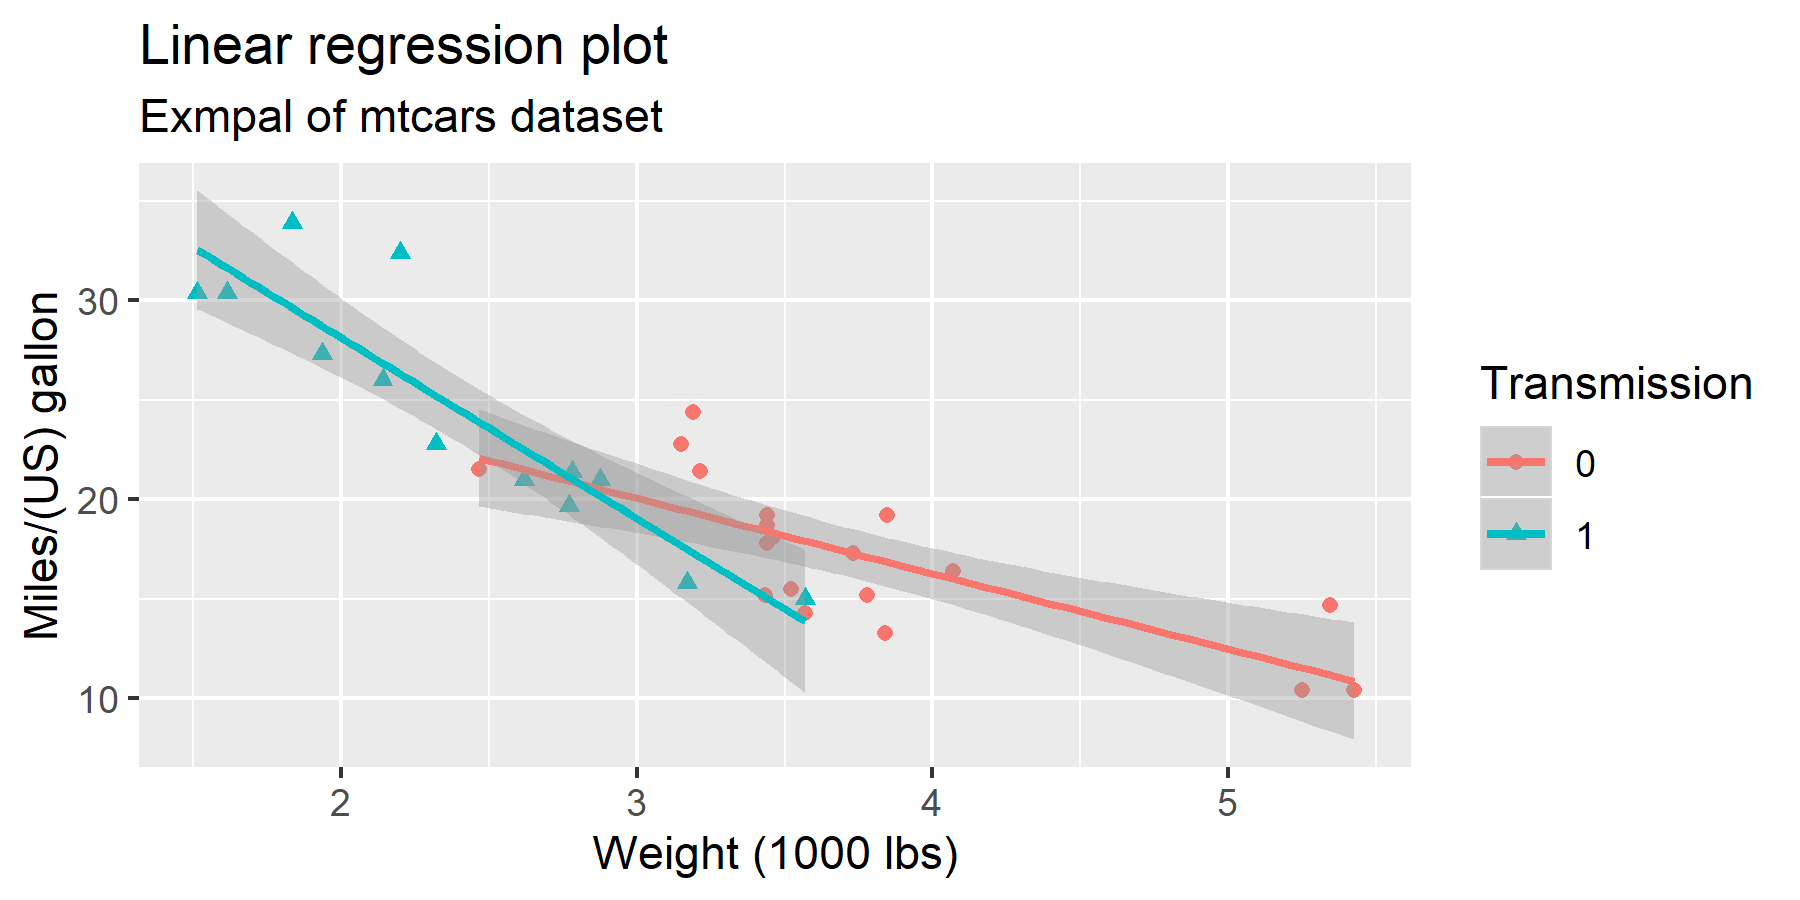 Linear regression plot
Exmpal of mtcars dataset
Miles/(US) gallon
30
20
10
2 3 4 5
Weight (1000 lbs)
Transmission
0
1